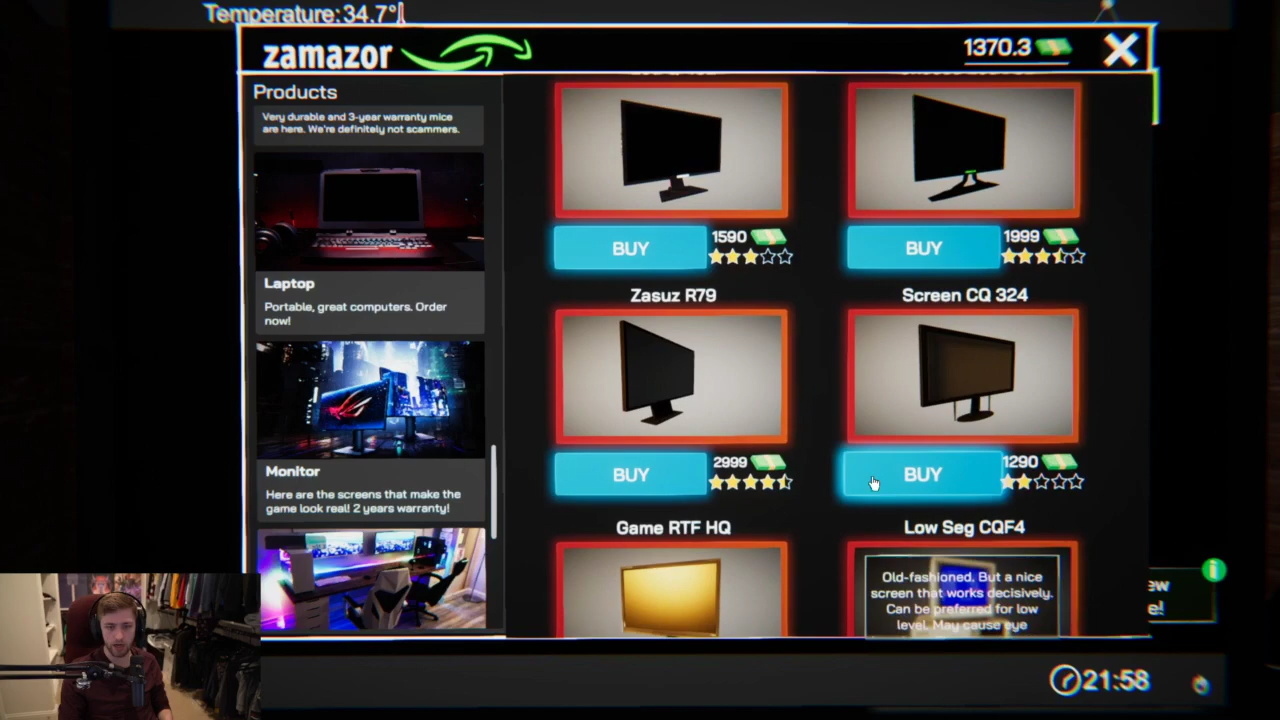 Temperature:34.7°
zamazor
1370.3
Products
Very durable and 3-year warranty mice
are here. We're definitely not scammers.
Laptop
Portable, great computers. Order
now!
Monitor
Here are the screens that make the
game look real! 2 years warranty!
BUY
1590
BUY
1999
Zasuz R79
Screen CQ 324
BUY
2999
BUY
1290
Game RTF HQ
Low Seg CQF4
Old-fashioned. But a nice
screen that works decisively.
Can be preferred for low
level. May cause eye
21:58